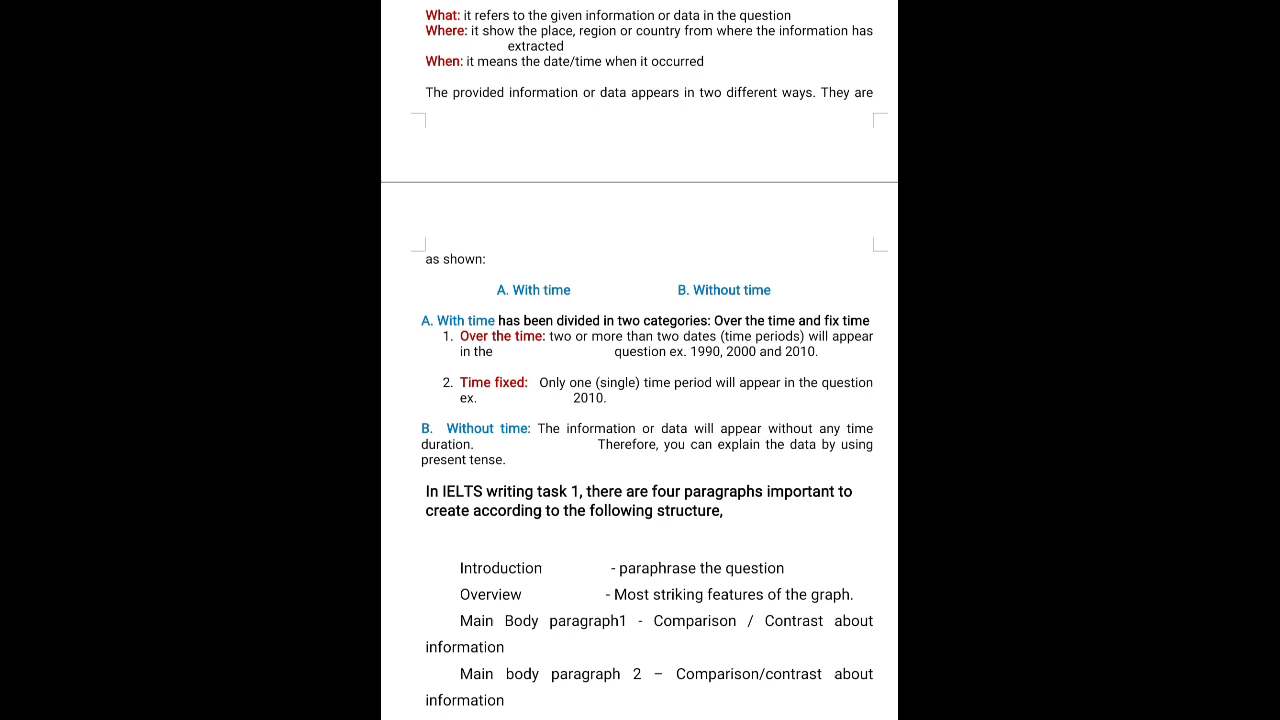 What: it refers to the given information or data in the question
Where: it show the place, region or country from where the information has
extracted
When: it means the date/time when it occurred
The provided information or data appears in two different ways. They are
as shown:
A. With time B. Without time
A. With time has been divided in two categories: Over the time and fix time
1. Over the time: two or more than two dates (time periods) will appear
in the question ex. 1990, 2000 and 2010.
2. Time fixed: Only one (single) time period will appear in the question
ex. 2010.
B. Without time: The information or data will appear without any time
duration. Therefore, you can explain the data by using
present tense.
In IELTS writing task 1, there are four paragraphs important to
create according to the following structure,
Introduction - paraphrase the question
Overview - Most striking features of the graph.
Main Body paragraph1 - Comparison / Contrast about
information
Main body paragraph 2 – Comparison/contrast about
information